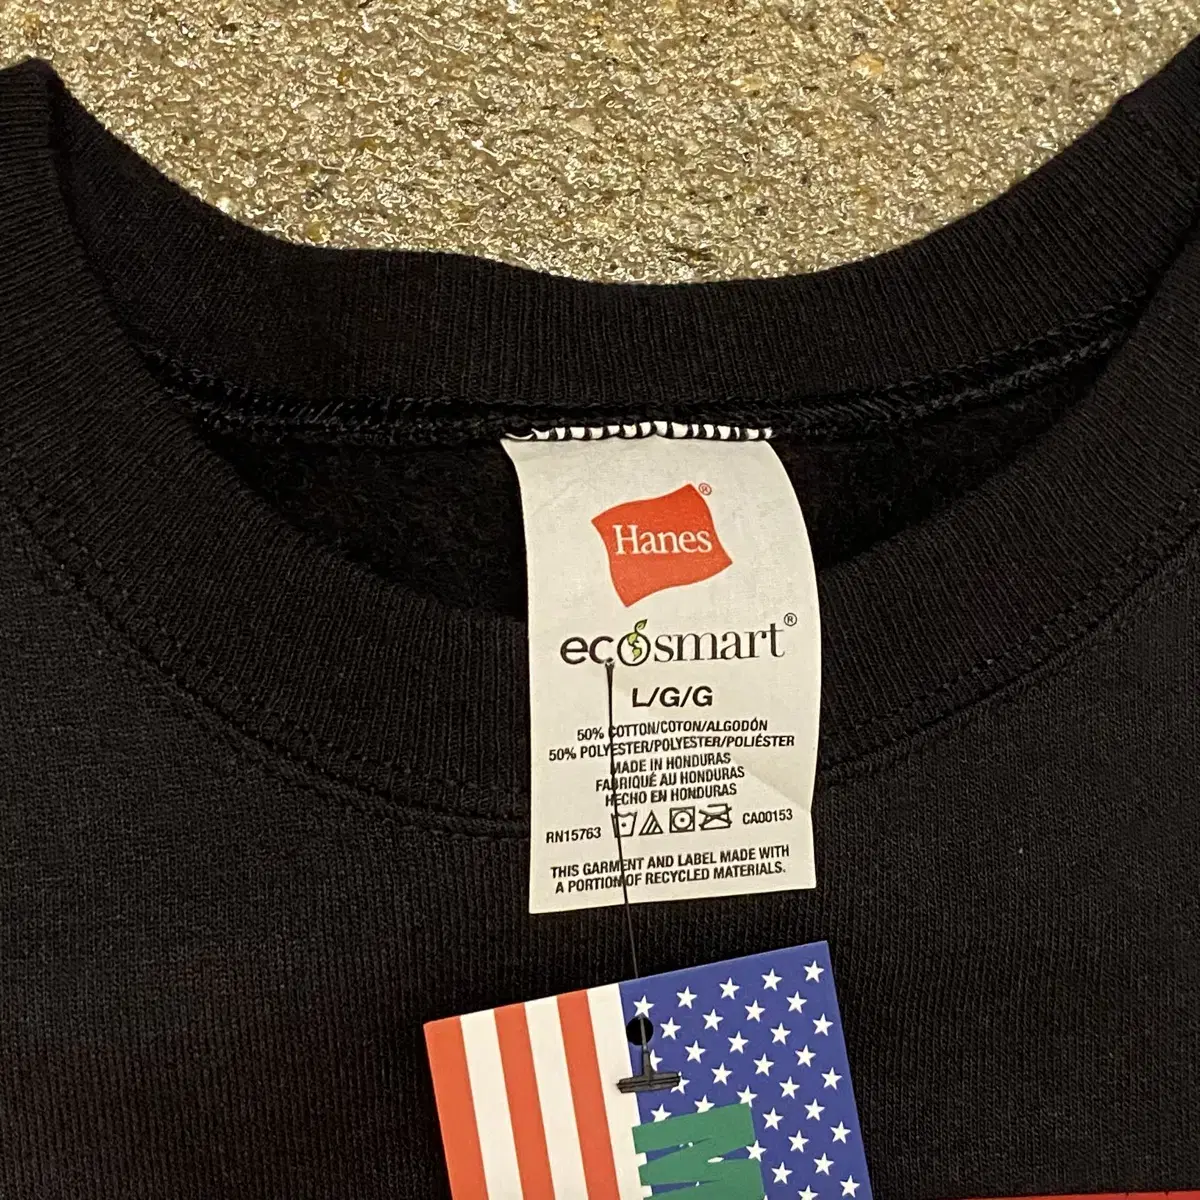 Hanes®
ecosmart®
L/G/G
50% COTTON/COTON/ALGODÓN
50% POLYESTER/POLYESTER/POLIÉSTER
MADE IN HONDURAS
FABRIQUÉ AU HONDURAS
HECHO EN HONDURAS
RN15763 CA00153
THIS GARMENT AND LABEL MADE WITH
A PORTION OF RECYCLED MATERIALS.